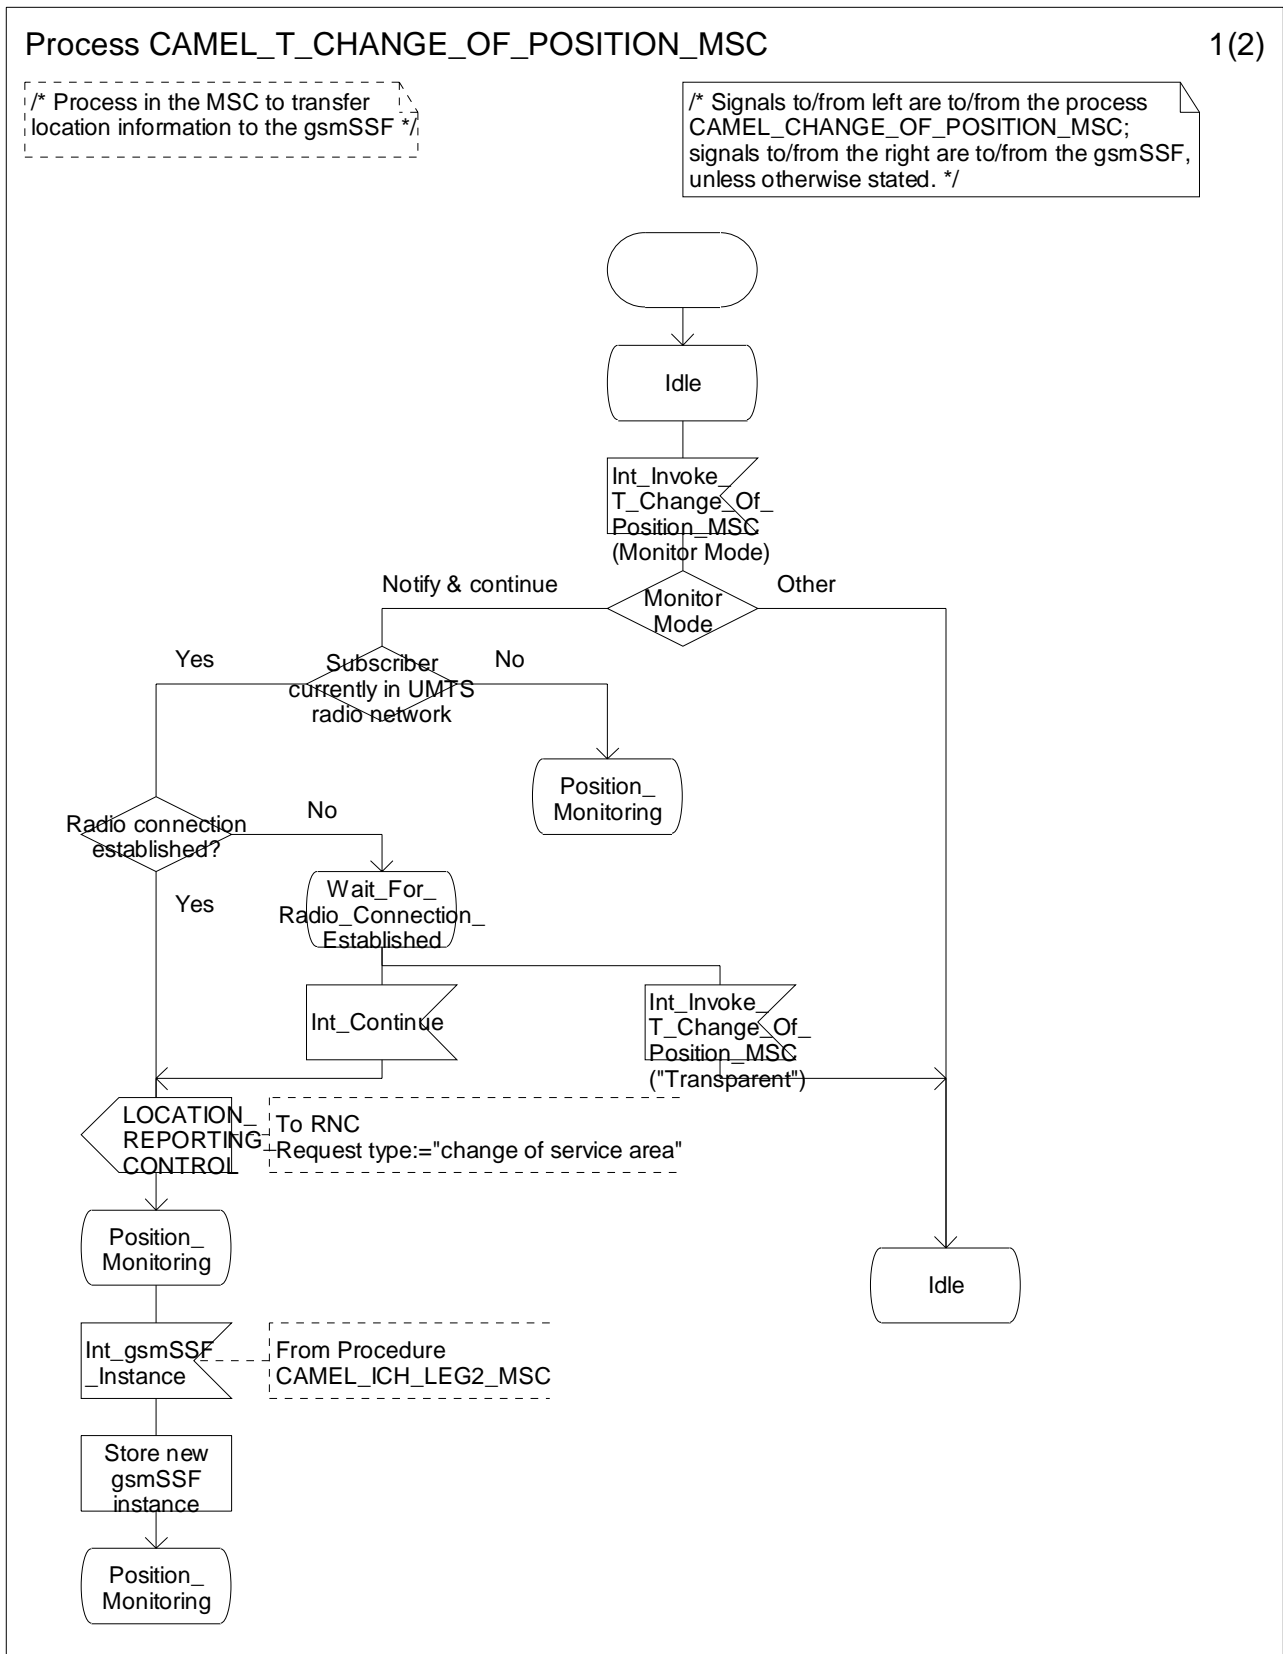 Process CAMEL_T_CHANGE_OF_POSITION_MSC
1(2)
/* Process in the MSC to transfer
location information to the gsmSSF */
/* Signals to/from left are to/from the process
CAMEL_CHANGE_OF_POSITION_MSC;
signals to/from the right are to/from the gsmSSF,
unless otherwise stated. */
Idle
Int_Invoke_
T_Change_Of_
Position_MSC
(Monitor Mode)
Notify & continue
Monitor
Mode
Other
Yes
Subscriber
currently in UMTS
radio network
No
Position_
Monitoring
Radio connection
established?
No
Yes
Wait_For_
Radio_Connection_
Established
Int_Continue
Int_Invoke_
T_Change_Of_
Position_MSC
("Transparent")
LOCATION_
REPORTING_
CONTROL
To RNC
Request type:="change of service area"
Position_
Monitoring
Idle
Int_gsmSSF
_Instance
From Procedure
CAMEL_ICH_LEG2_MSC
Store new
gsmSSF
instance
Position_
Monitoring